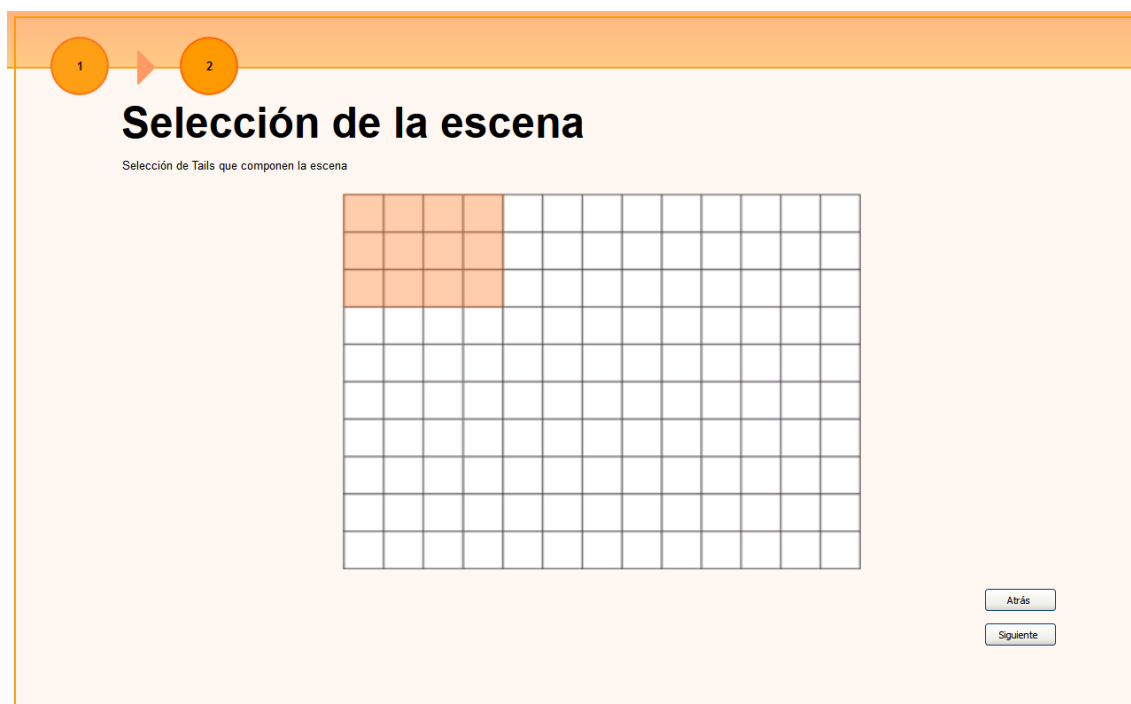 1
2
Selección de la escena
Selección de Tails que componen la escena
Atrás
Siguiente